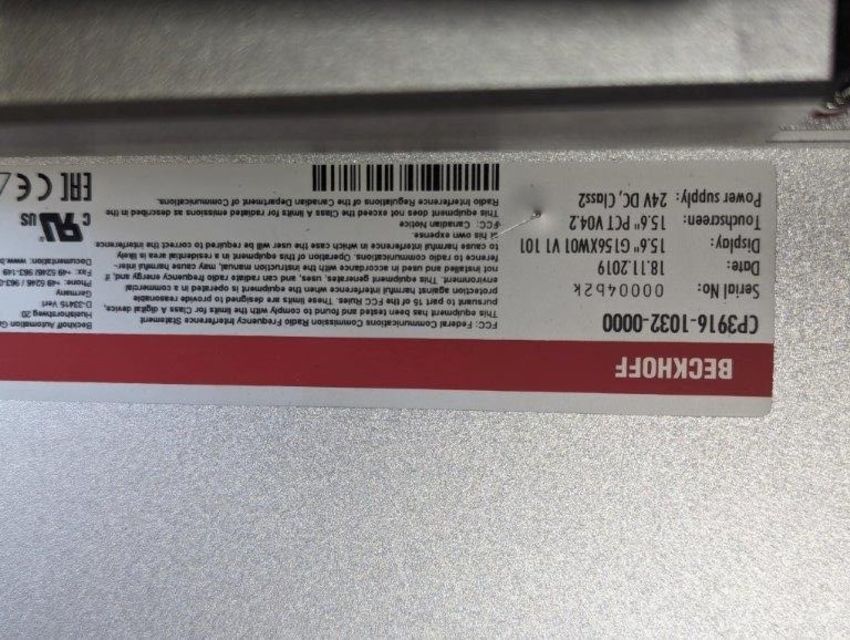 BECKHOFF
CP3916-1032-0000
Serial No: 00004b2k
Date: 18.11.2019
Display: 15.6" G156XW01 V1 101
Touchscreen: 15.6" PCT V04.2
Power supply: 24V DC, Class2
FCC: Federal Communications Commission Radio Frequency Interference Statement
This equipment has been tested and found to comply with the limits for Class A digital device,
pursuant to part 15 of the FCC Rules. These limits are designed to provide reasonable
protection against harmful interference when the equipment is operated in a commercial
environment. This equipment generates, uses, and can radiate radio frequency energy and, if
not installed and used in accordance with the instruction manual, may cause harmful inter-
ference to radio communications. Operation of this equipment in a residential area is likely
to cause harmful interference in which case the user will be required to correct the interference
at his own expense.
FCC: Canadian Notice
This equipment does not exceed the Class A limits for radiated emissions as described in the
Radio Interference Regulations of the Canadian Department of Communications.
Beckhoff Automation G
Huelshorstweg 20
D-33415 Verl
Germany
Phone: +49 5246 / 963-0
Fax: +49 5246/ 963-149
Documentation: www.b
c UL us
EAC CE